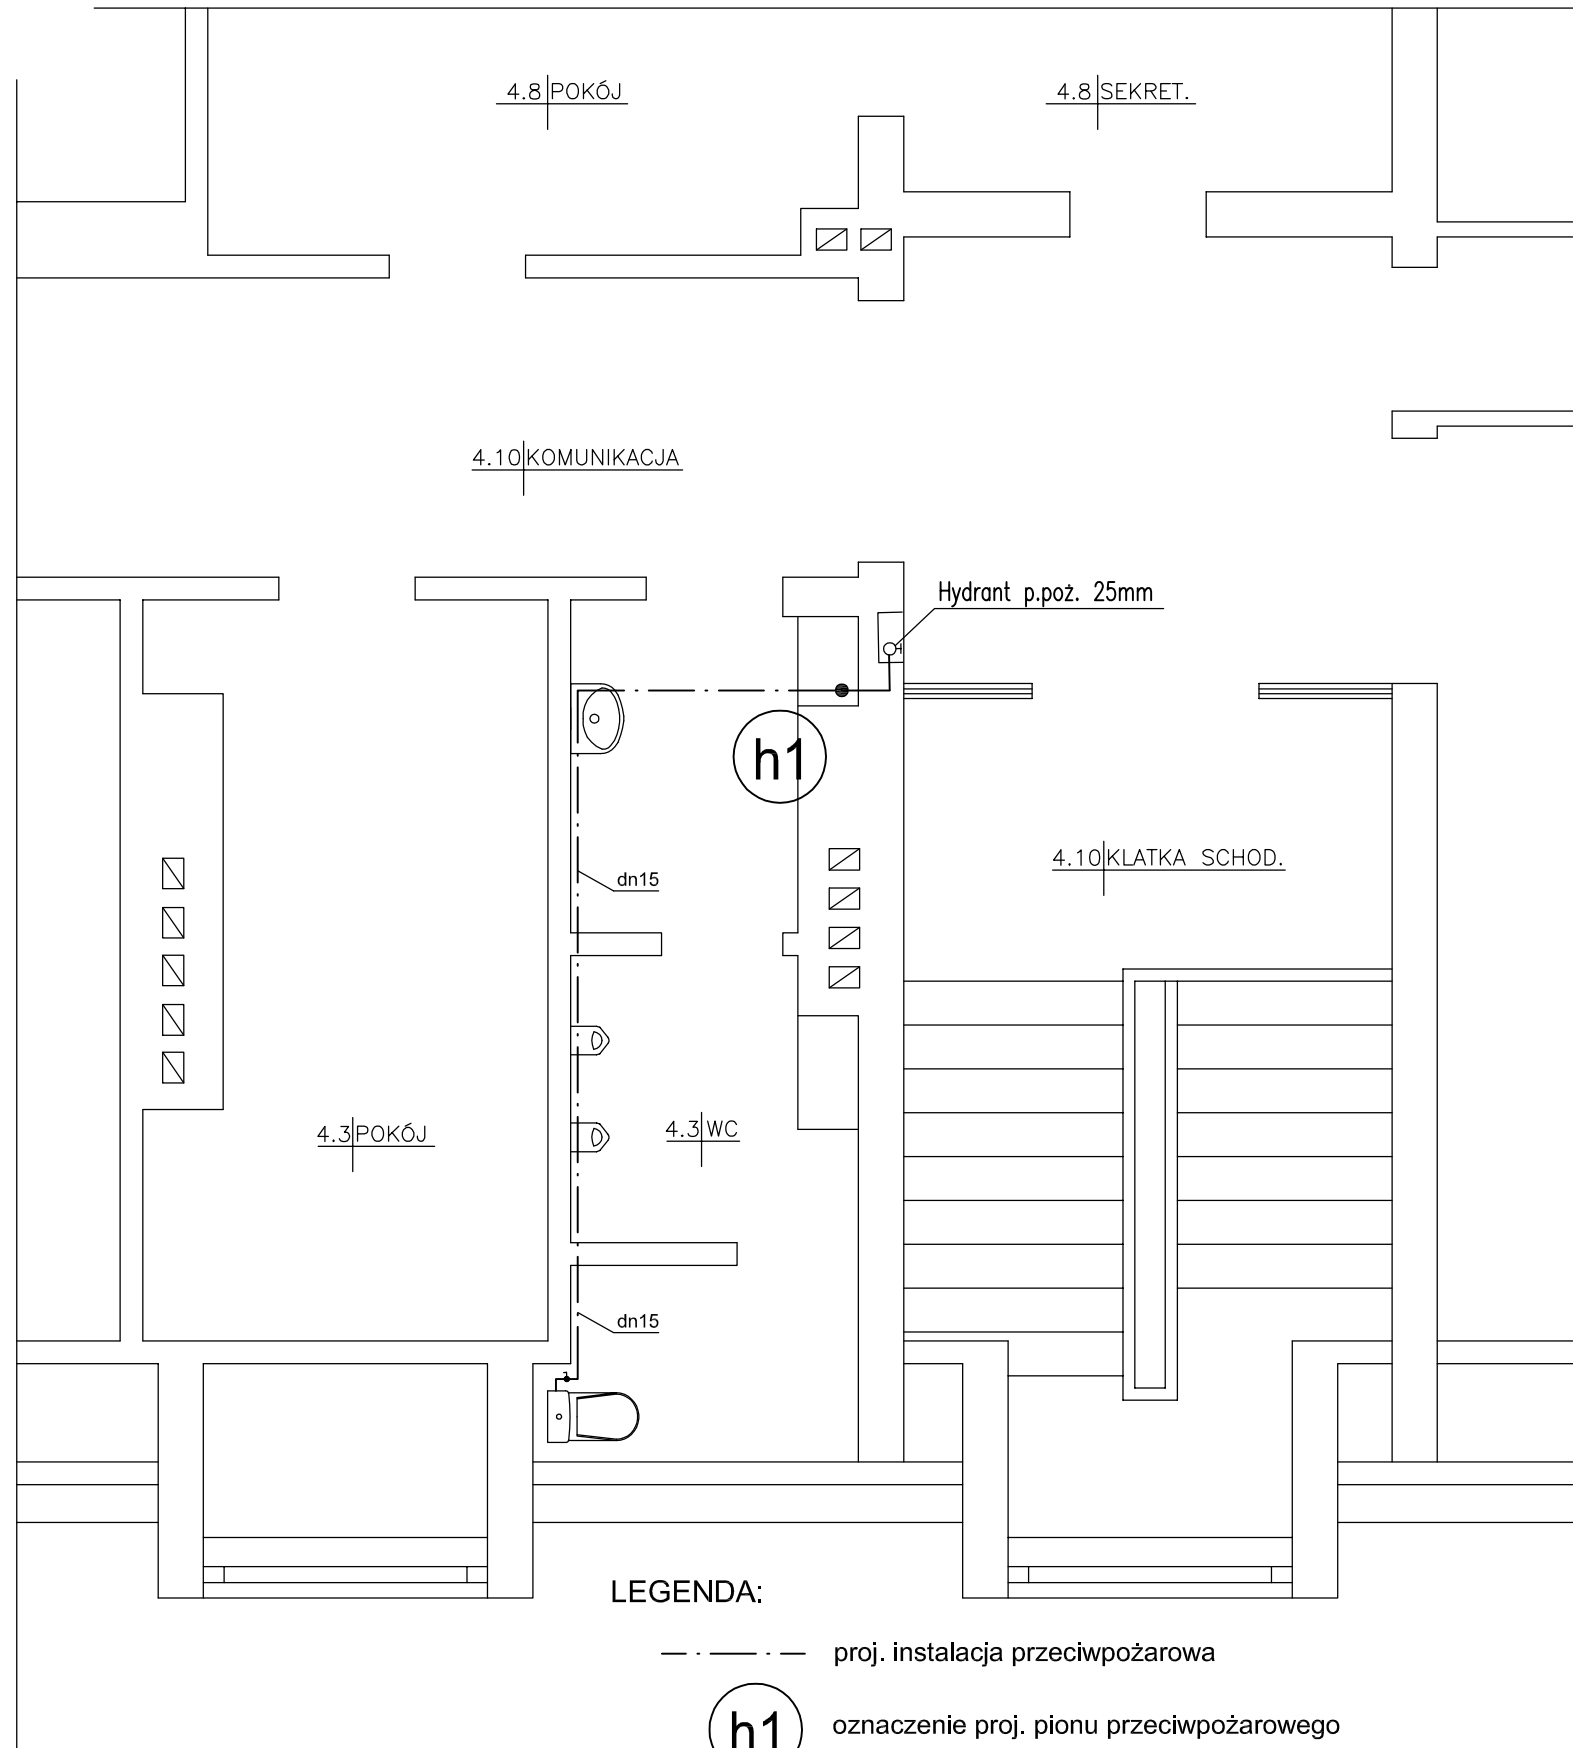 4.8 POKÓJ
4.8 SEKRET.
4.10 KOMUNIKACJA
Hydrant p.poż. 25mm
h1
4.10 KLATKA SCHOD.
dn15
4.3 POKÓJ
4.3 WC
dn15
LEGENDA:
proj. instalacja przeciwpożarowa
h1
oznaczenie proj. pionu przeciwpożarowego